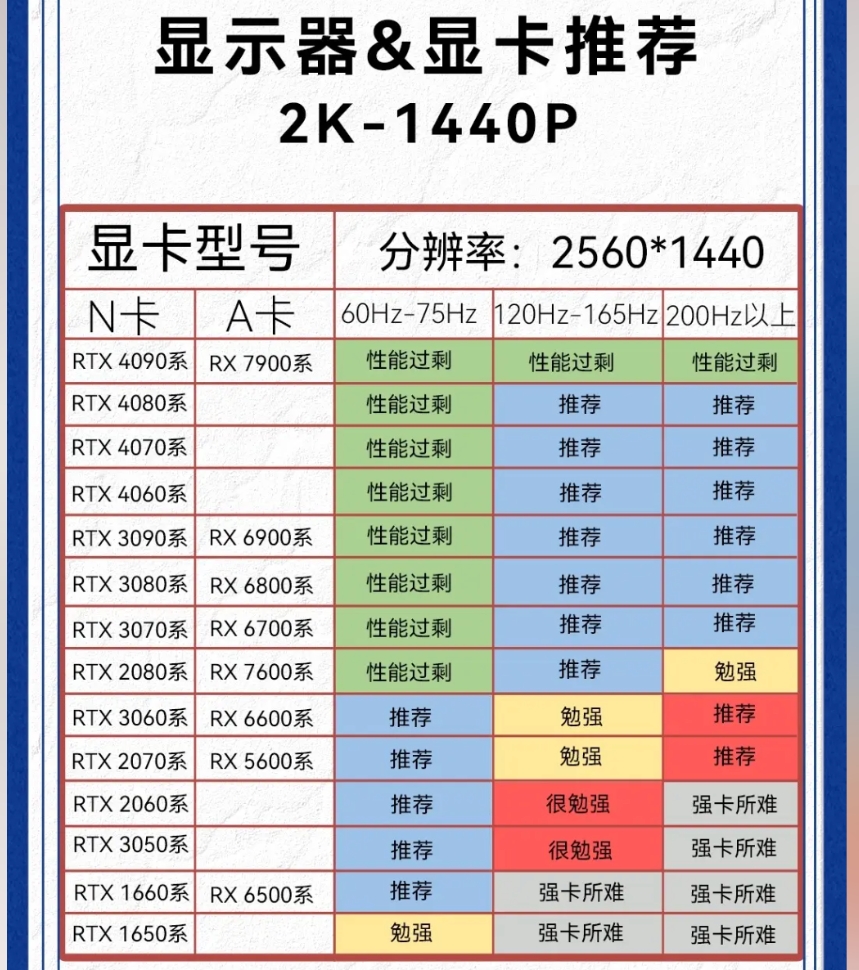 显示器&显卡推荐
2K-1440P
显卡型号 分辨率：2560*1440
N卡 A卡 60Hz-75Hz 120Hz-165Hz 200Hz以上
RTX 4090系 RX 7900系 性能过剩 性能过剩 性能过剩
RTX 4080系 性能过剩 推荐 推荐
RTX 4070系 性能过剩 推荐 推荐
RTX 4060系 性能过剩 推荐 推荐
RTX 3090系 RX 6900系 性能过剩 推荐 推荐
RTX 3080系 RX 6800系 性能过剩 推荐 推荐
RTX 3070系 RX 6700系 性能过剩 推荐 推荐
RTX 2080系 RX 7600系 性能过剩 推荐 勉强
RTX 3060系 RX 6600系 推荐 勉强 推荐
RTX 2070系 RX 5600系 推荐 勉强 推荐
RTX 2060系 推荐 很勉强 强卡所难
RTX 3050系 推荐 很勉强 强卡所难
RTX 1660系 RX 6500系 推荐 强卡所难 强卡所难
RTX 1650系 勉强 强卡所难 强卡所难